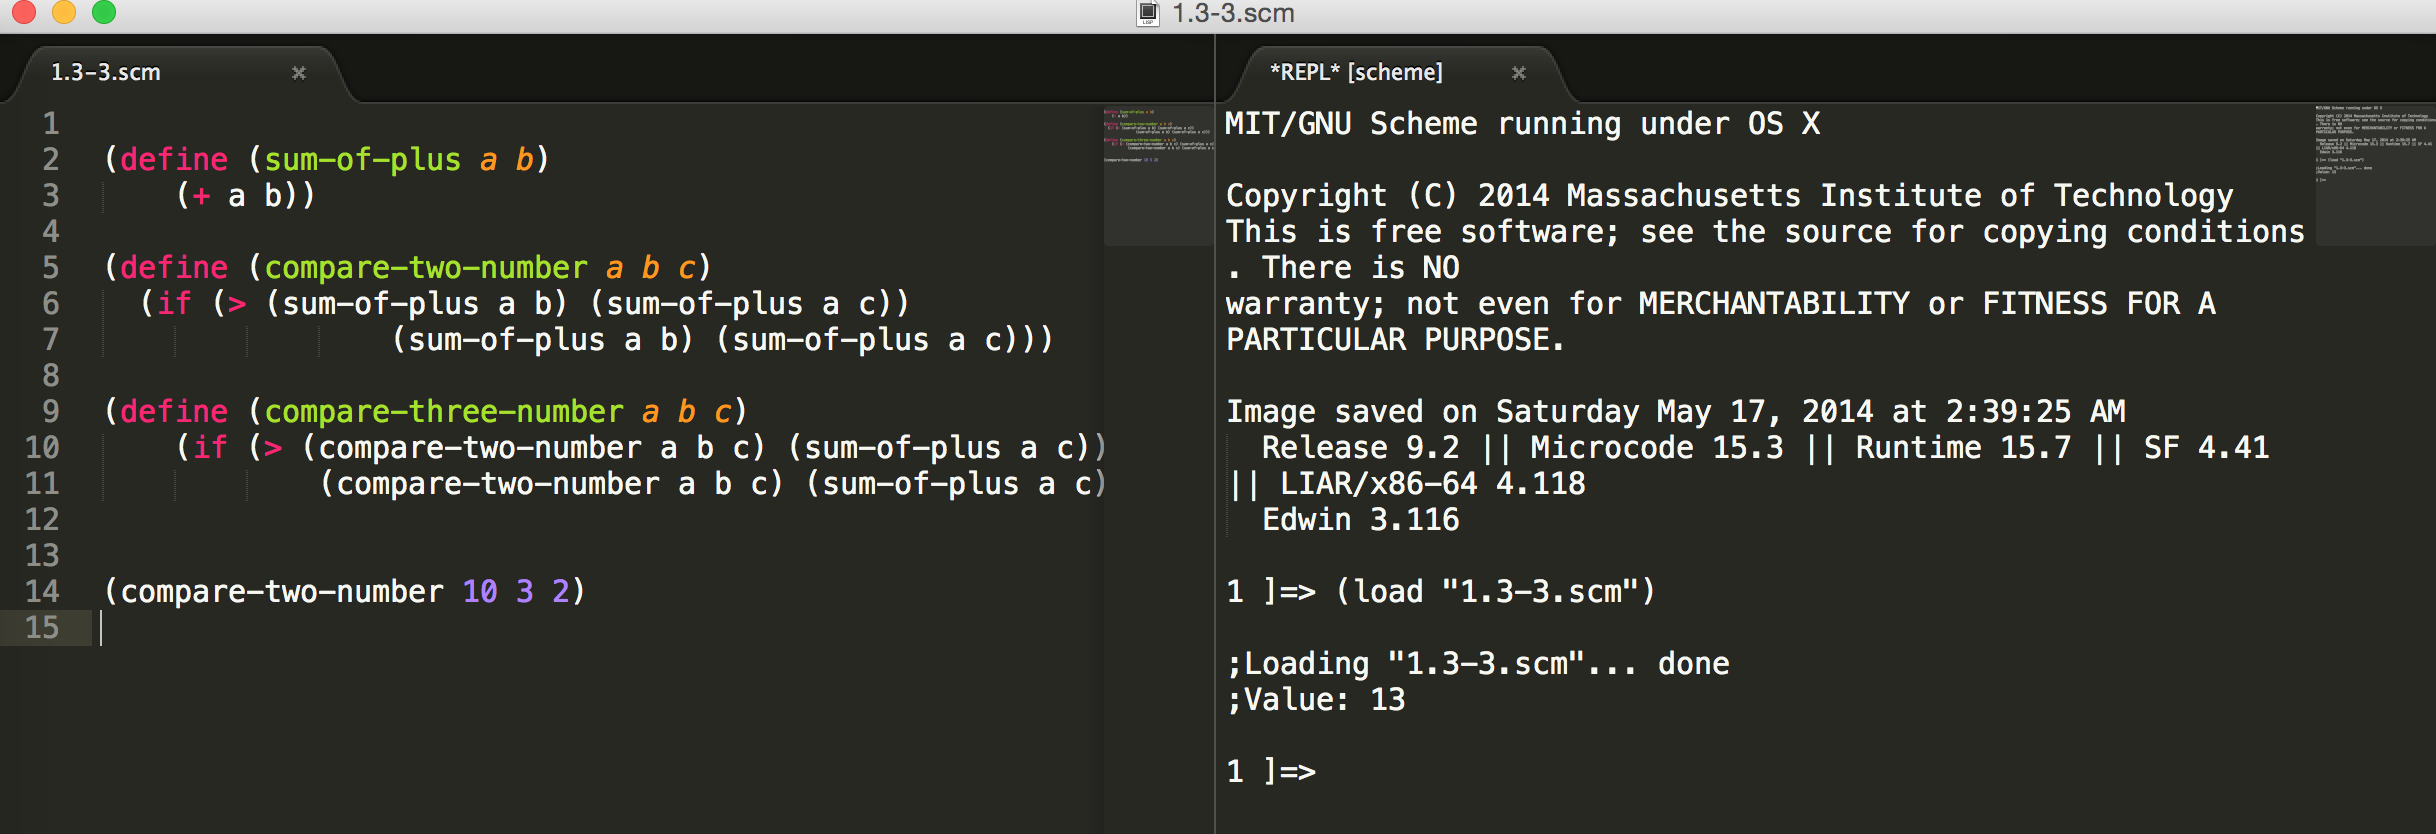 1.3-3.scm
1.3-3.scm
1
2 (define (sum-of-plus a b)
3 (+ a b))
4
5 (define (compare-two-number a b c)
6 (if (> (sum-of-plus a b) (sum-of-plus a c))
7 (sum-of-plus a b) (sum-of-plus a c)))
8
9 (define (compare-three-number a b c)
10 (if (> (compare-two-number a b c) (sum-of-plus a c))
11 (compare-two-number a b c) (sum-of-plus a c)
12
13
14 (compare-two-number 10 3 2)
15
*REPL* [scheme]
MIT/GNU Scheme running under OS X
Copyright (C) 2014 Massachusetts Institute of Technology
This is free software; see the source for copying conditions
. There is NO
warranty; not even for MERCHANTABILITY or FITNESS FOR A
PARTICULAR PURPOSE.
Image saved on Saturday May 17, 2014 at 2:39:25 AM
Release 9.2 || Microcode 15.3 || Runtime 15.7 || SF 4.41
|| LIAR/x86-64 4.118
Edwin 3.116
1 ]=> (load "1.3-3.scm")
;Loading "1.3-3.scm"... done
;Value: 13
1 ]=>